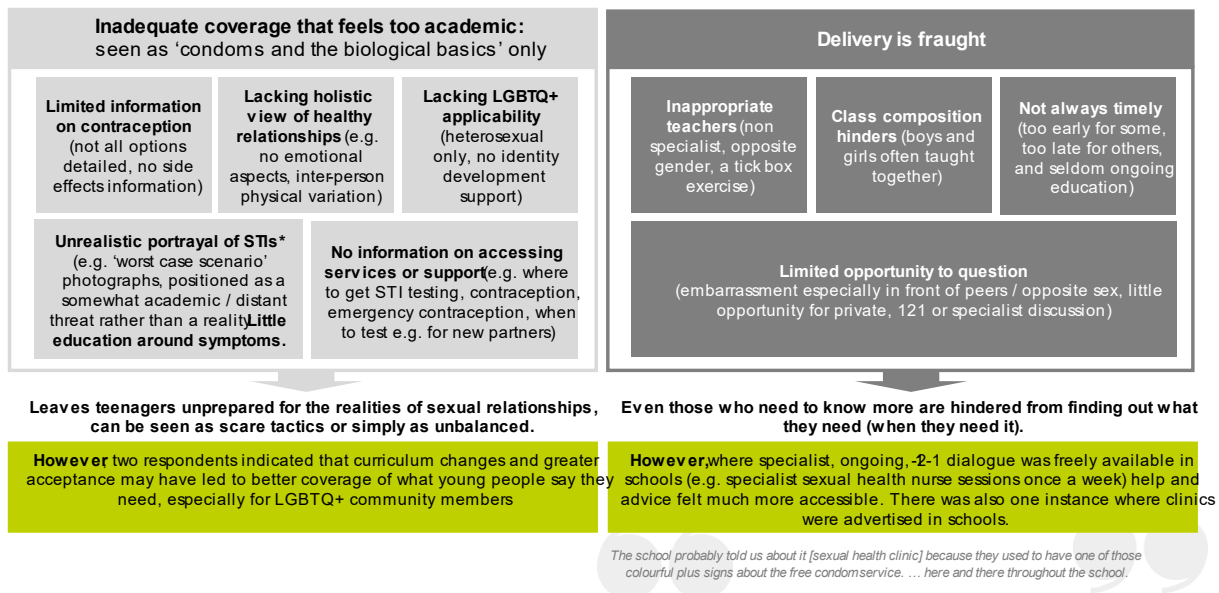 Inadequate coverage that feels too academic:
seen as ‘condoms and the biological basics’ only
Limited information
on contraception
(not all options
detailed, no side
effects information)
Lacking holistic
view of healthy
relationships (e.g.
no emotional
aspects, inter-person
physical variation)
Lacking LGBTQ+
applicability
(heterosexual
only, no identity
development
support)
Unrealistic portrayal of STIs*
(e.g. ‘worst case scenario’
photographs, positioned as a
somewhat academic / distant
threat rather than a reality. Little
education around symptoms.
No information on accessing
services or support (e.g. where
to get STI testing, contraception,
emergency contraception, when
to test e.g. for new partners)
Leaves teenagers unprepared for the realities of sexual relationships,
can be seen as scare tactics or simply as unbalanced.
However, two respondents indicated that curriculum changes and greater
acceptance may have led to better coverage of what young people say they
need, especially for LGBTQ+ community members
Delivery is fraught
Inappropriate
teachers (non
specialist, opposite
gender, a tick box
exercise)
Class composition
hinders (boys and
girls often taught
together)
Not always timely
(too early for some,
too late for others,
and seldom ongoing
education)
Limited opportunity to question
(embarrassment especially in front of peers / opposite sex, little
opportunity for private, 121 or specialist discussion)
Even those who need to know more are hindered from finding out what
they need (when they need it).
However, where specialist, ongoing, -2-1 dialogue was freely available in
schools (e.g. specialist sexual health nurse sessions once a week) help and
advice felt much more accessible. There was also one instance where clinics
were advertised in schools.
The school probably told us about it [sexual health clinic] because they used to have one of those
colourful plus signs about the free condom service. … here and there throughout the school.